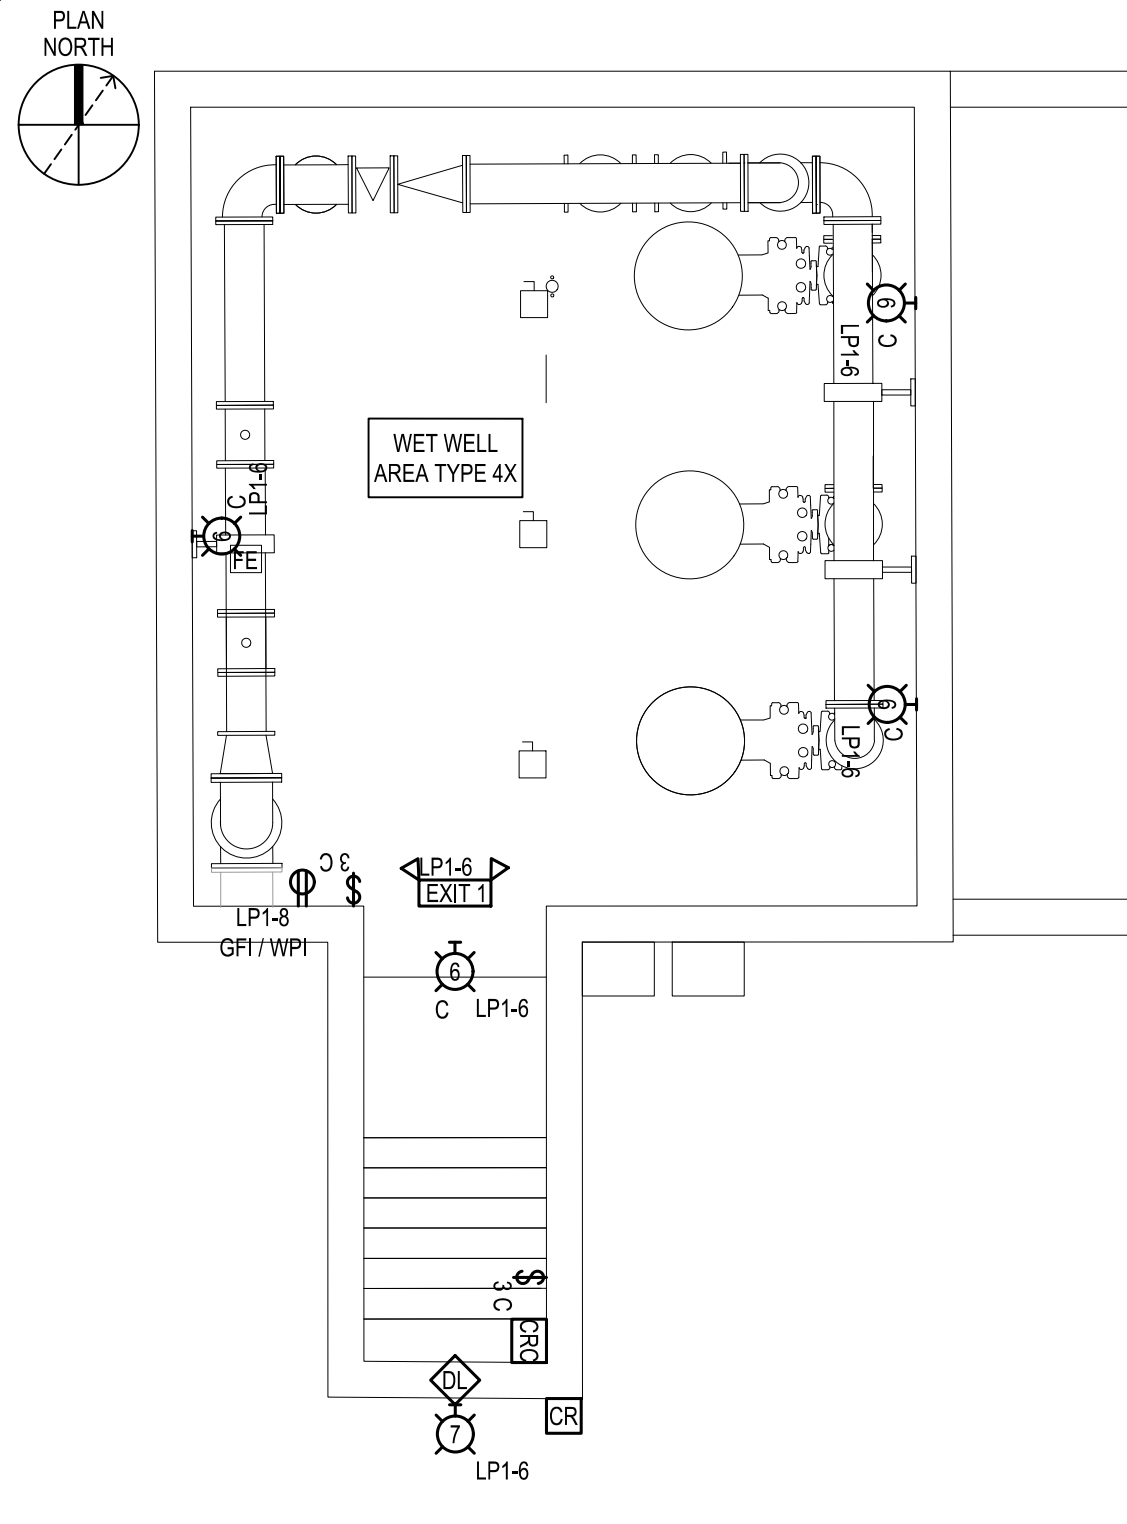 PLAN
NORTH
6
C
LP1-6
WET WELL
AREA TYPE 4X
C
LP1-6
6
FE
6
C
LP1-6
3 C
LP1-6
EXIT 1
LP1-8
GFI / WPI
6
C
LP1-6
3 C
CRC
DL
CR
7
LP1-6